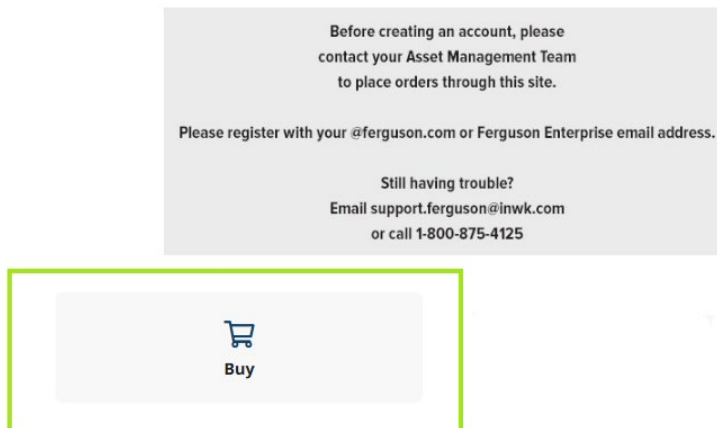 Before creating an account, please
contact your Asset Management Team
to place orders through this site.
Please register with your @ferguson.com or Ferguson Enterprise email address.
Still having trouble?
Email support.ferguson@inwk.com
or call 1-800-875-4125
Buy